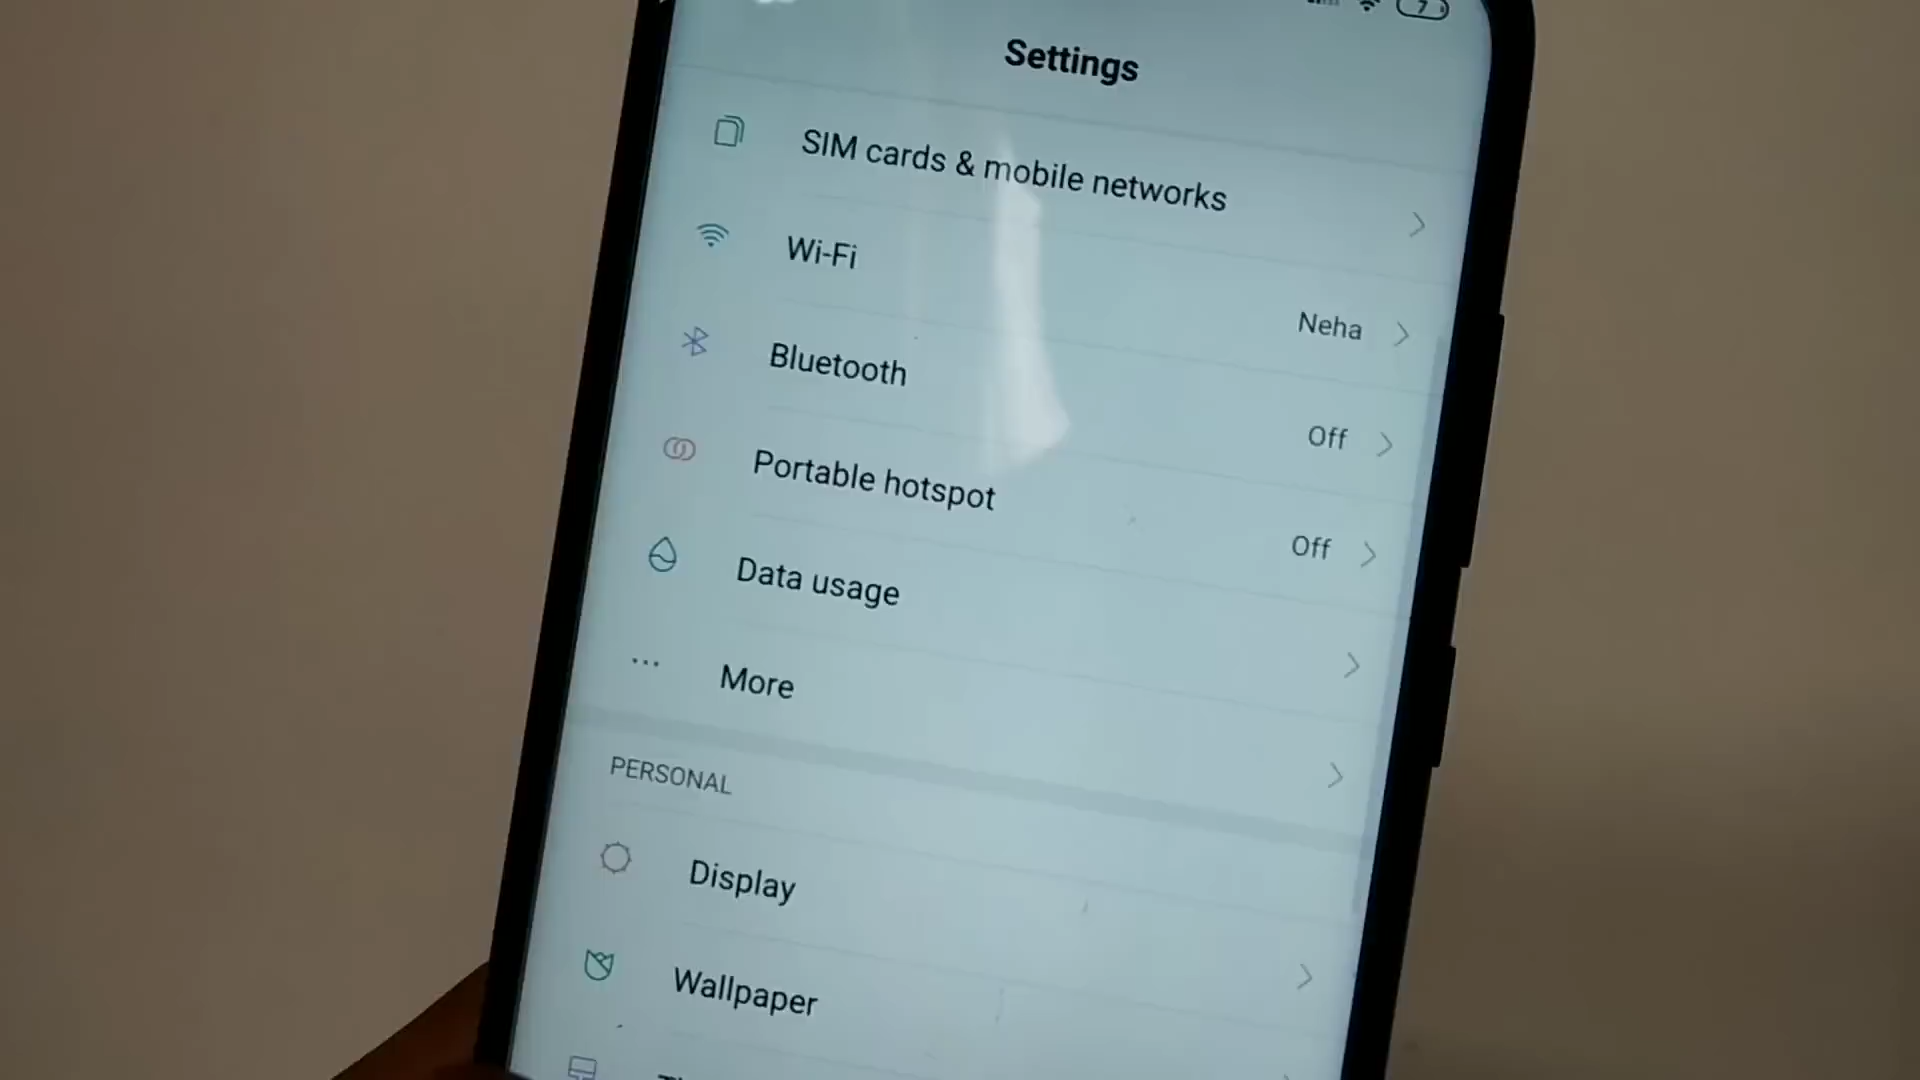 7
Settings
SIM cards & mobile networks
Wi-Fi
Neha
Bluetooth
Off
Portable hotspot
Off
Data usage
More
PERSONAL
Display
Wallpaper